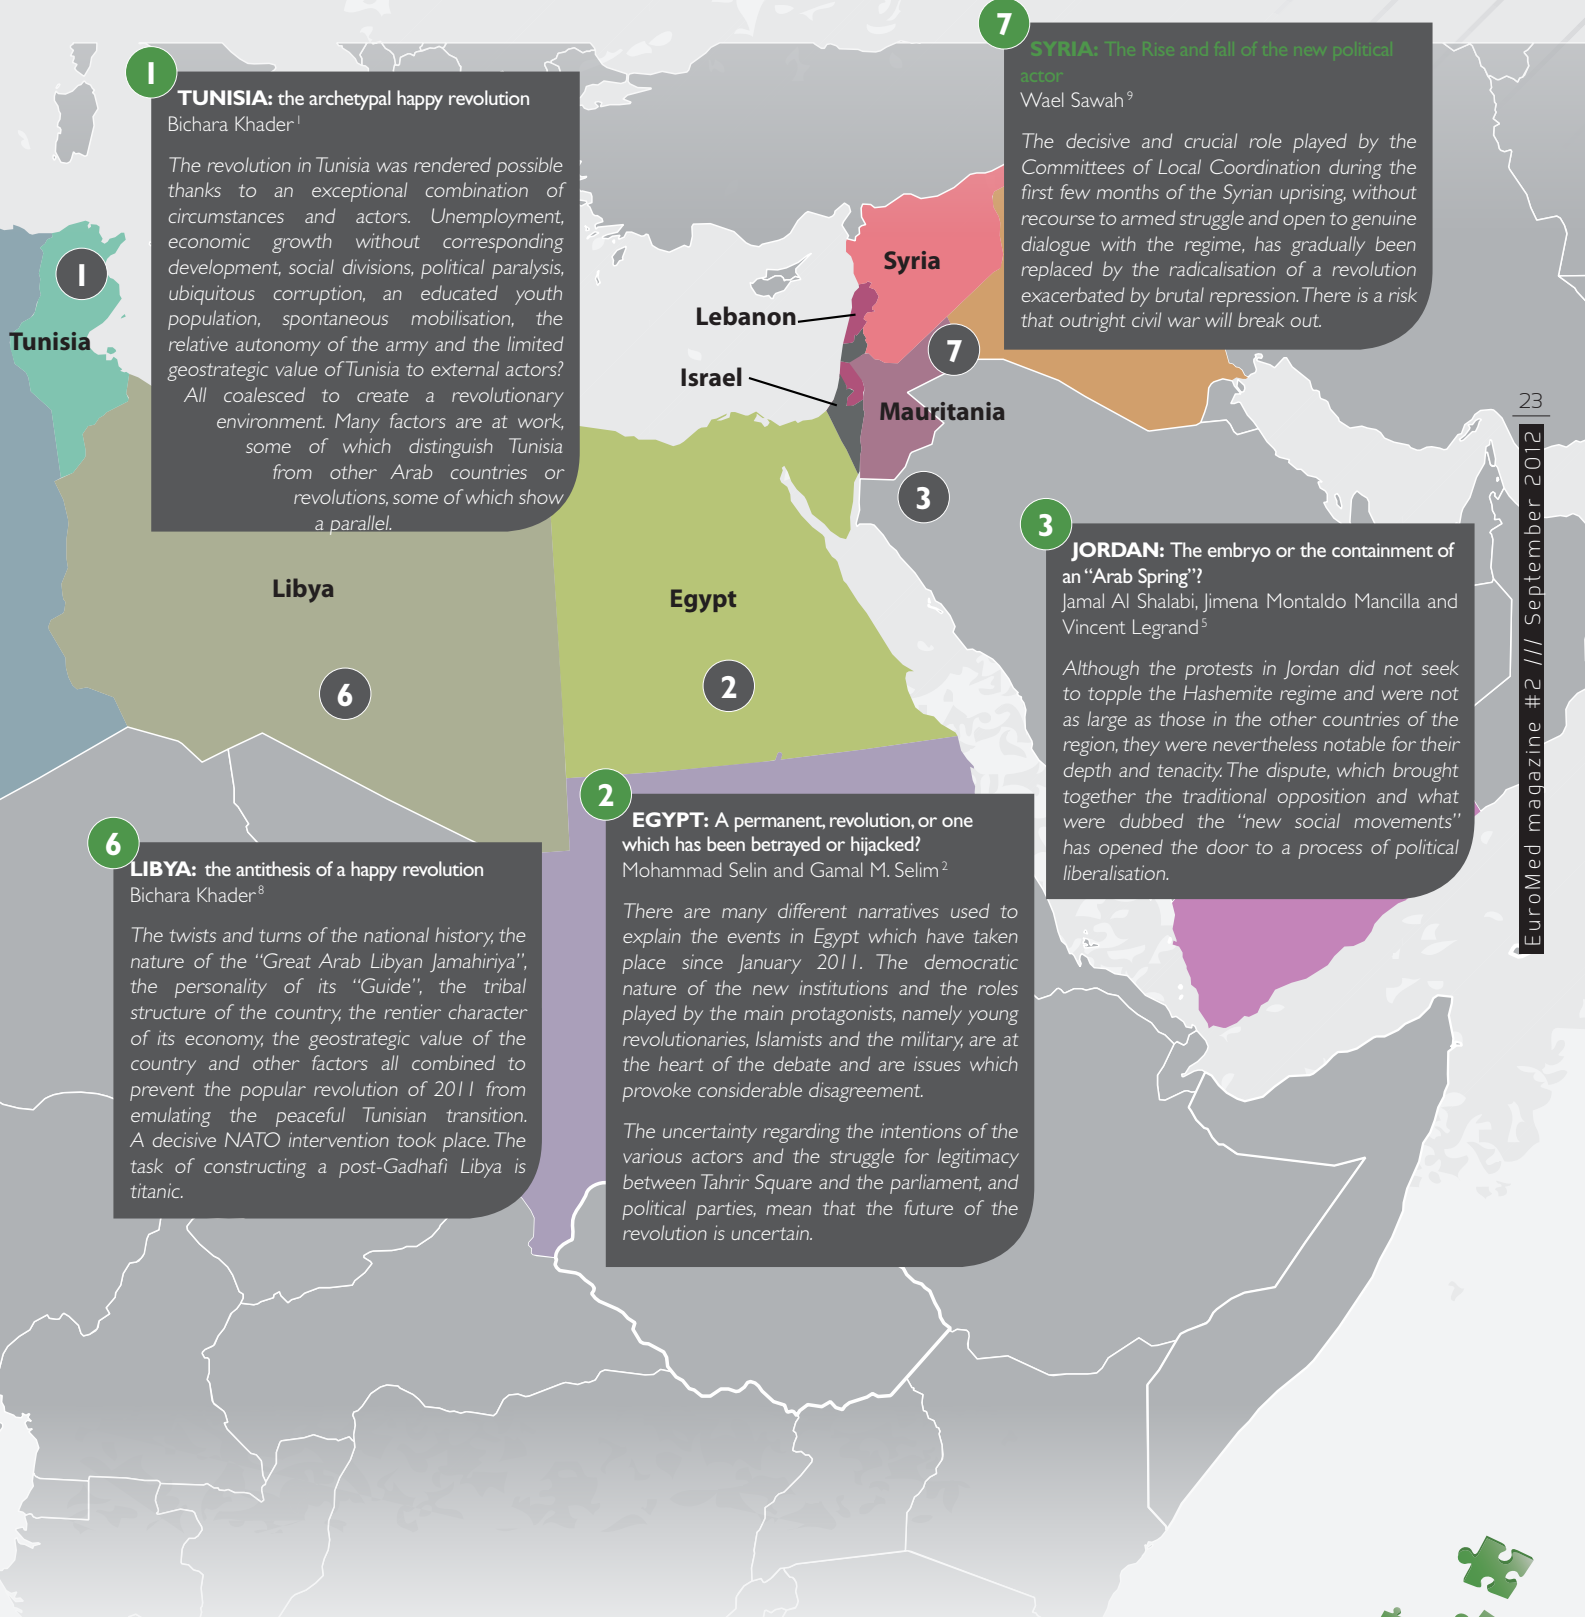 1
TUNISIA: the archetypal happy revolution
Bichara Khader 1
The revolution in Tunisia was rendered possible
thanks to an exceptional combination of
circumstances and actors. Unemployment,
economic growth without corresponding
development, social divisions, political paralysis,
ubiquitous corruption, an educated youth
population, spontaneous mobilisation, the
relative autonomy of the army and the limited
geostrategic value of Tunisia to external actors?
All coalesced to create a revolutionary
environment. Many factors are at work,
some of which distinguish Tunisia
from other Arab countries or
revolutions, some of which show
a parallel.
7
SYRIA: The Rise and fall of the new political
actor
Wael Sawah 9
The decisive and crucial role played by the
Committees of Local Coordination during the
first few months of the Syrian uprising, without
recourse to armed struggle and open to genuine
dialogue with the regime, has gradually been
replaced by the radicalisation of a revolution
exacerbated by brutal repression. There is a risk
that outright civil war will break out.
1
Tunisia
Syria
Lebanon
7
Israel
Mauritania
3
Libya
Egypt
6
2
3
JORDAN: The embryo or the containment of
an “Arab Spring”?
Jamal Al Shalabi, Jimena Montaldo Mancilla and
Vincent Legrand 5
Although the protests in Jordan did not seek
to topple the Hashemite regime and were not
as large as those in the other countries of the
region, they were nevertheless notable for their
depth and tenacity. The dispute, which brought
together the traditional opposition and what
were dubbed the “new social movements”
has opened the door to a process of political
liberalisation.
6
LIBYA: the antithesis of a happy revolution
Bichara Khader 8
The twists and turns of the national history, the
nature of the “Great Arab Libyan Jamahiriya”,
the personality of its “Guide”, the tribal
structure of the country, the rentier character
of its economy, the geostrategic value of the
country and other factors all combined to
prevent the popular revolution of 2011 from
emulating the peaceful Tunisian transition.
A decisive NATO intervention took place. The
task of constructing a post-Gadhafi Libya is
titanic.
2
EGYPT: A permanent, revolution, or one
which has been betrayed or hijacked?
Mohammad Selin and Gamal M. Selim 2
There are many different narratives used to
explain the events in Egypt which have taken
place since January 2011. The democratic
nature of the new institutions and the roles
played by the main protagonists, namely young
revolutionaries, Islamists and the military, are at
the heart of the debate and are issues which
provoke considerable disagreement.
The uncertainty regarding the intentions of the
various actors and the struggle for legitimacy
between Tahrir Square and the parliament, and
political parties, mean that the future of the
revolution is uncertain.
23
EuroMed magazine #2 /// September 2012